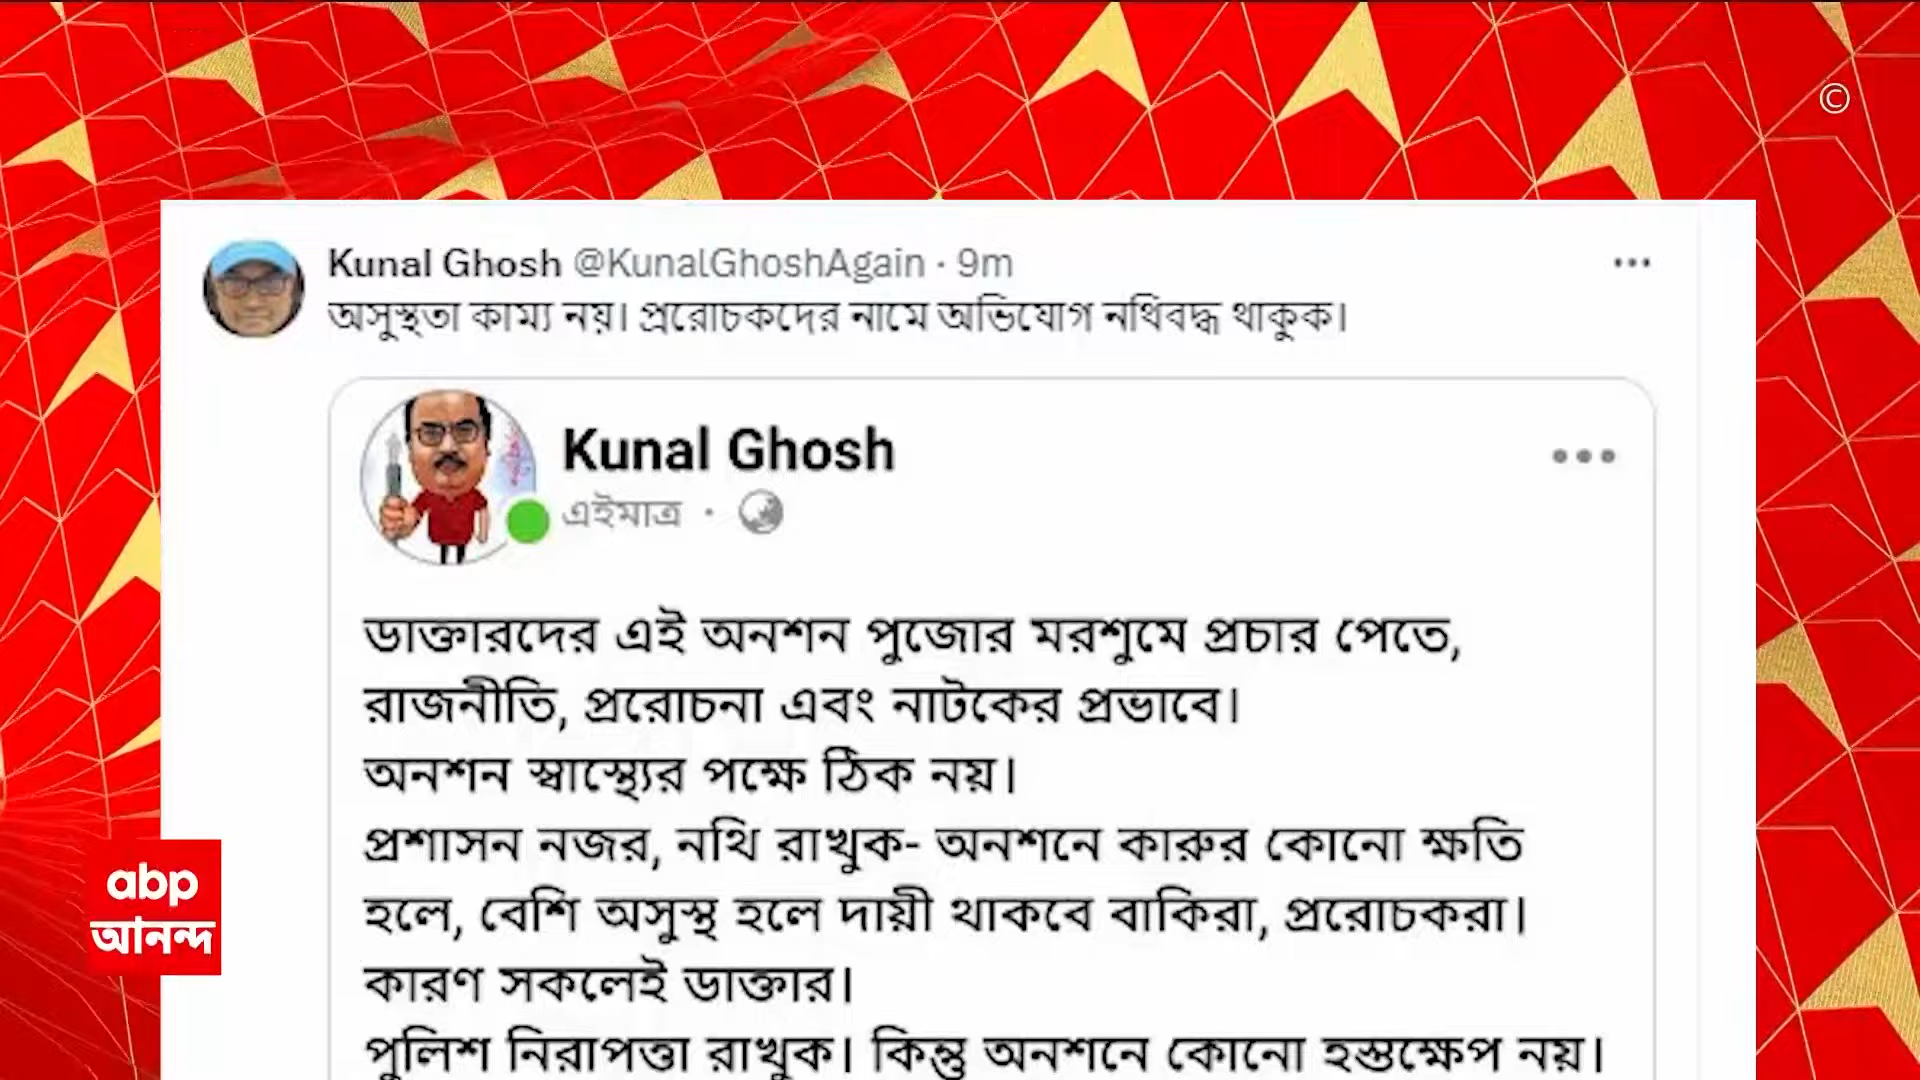 ©
Kunal Ghosh @KunalGhoshAgain · 9m
অসুস্থতা কাম্য নয়। প্ররোচকদের নামে অভিযোগ নথিবদ্ধ থাকুক।
Kunal Ghosh
এইমাত্র ·
ডাক্তারদের এই অনশন পুজোর মরশুমে প্রচার পেতে,
রাজনীতি, প্ররোচনা এবং নাটকের প্রভাবে।
অনশন স্বাস্থ্যের পক্ষে ঠিক নয়।
প্রশাসন নজর, নথি রাখুক- অনশনে কারুর কোনো ক্ষতি
হলে, বেশি অসুস্থ হলে দায়ী থাকবে বাকিরা, প্ররোচকরা।
কারণ সকলেই ডাক্তার।
পুলিশ নিরাপত্তা রাখুক। কিন্তু অনশনে কোনো হস্তক্ষেপ নয়।
abp
আনন্দ